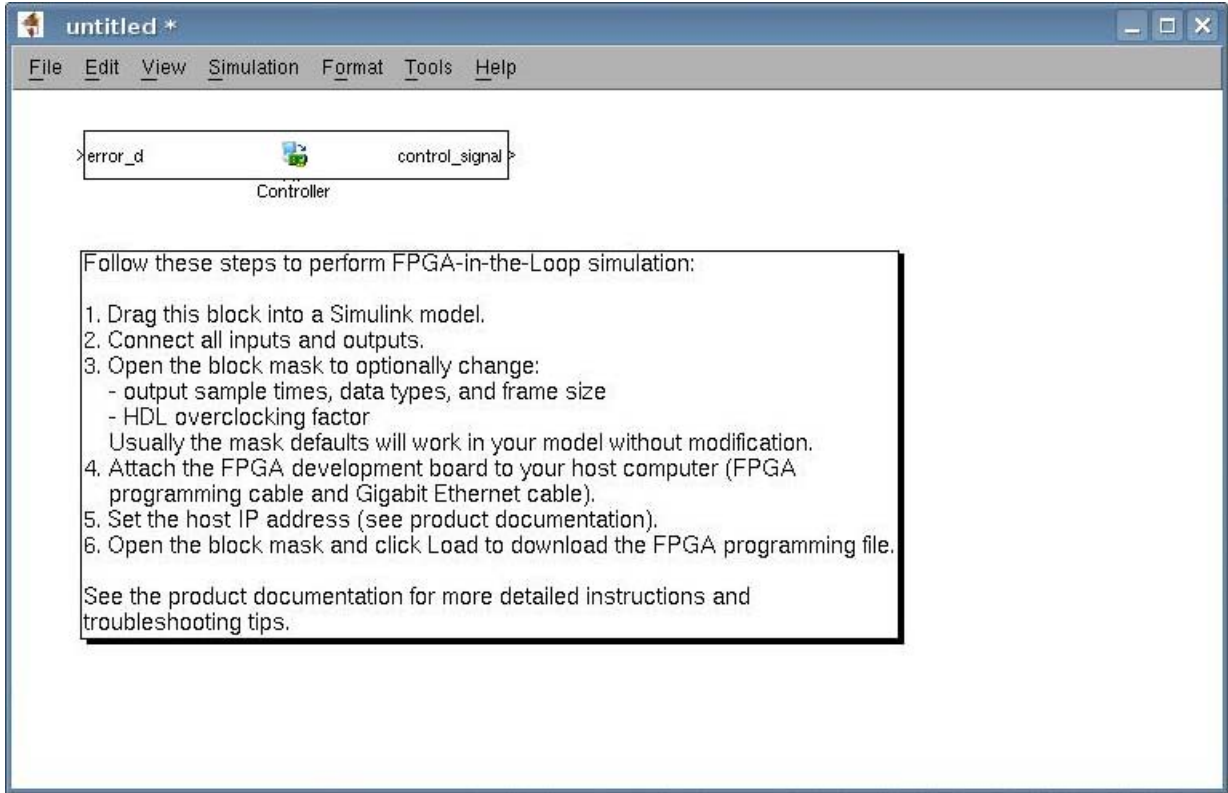 untitled *
File Edit View Simulation Format Tools Help
error_d control_signal
Controller
Follow these steps to perform FPGA-in-the-Loop simulation:
1. Drag this block into a Simulink model.
2. Connect all inputs and outputs.
3. Open the block mask to optionally change:
- output sample times, data types, and frame size
- HDL overclocking factor
Usually the mask defaults will work in your model without modification.
4. Attach the FPGA development board to your host computer (FPGA
programming cable and Gigabit Ethernet cable).
5. Set the host IP address (see product documentation).
6. Open the block mask and click Load to download the FPGA programming file.
See the product documentation for more detailed instructions and
troubleshooting tips.